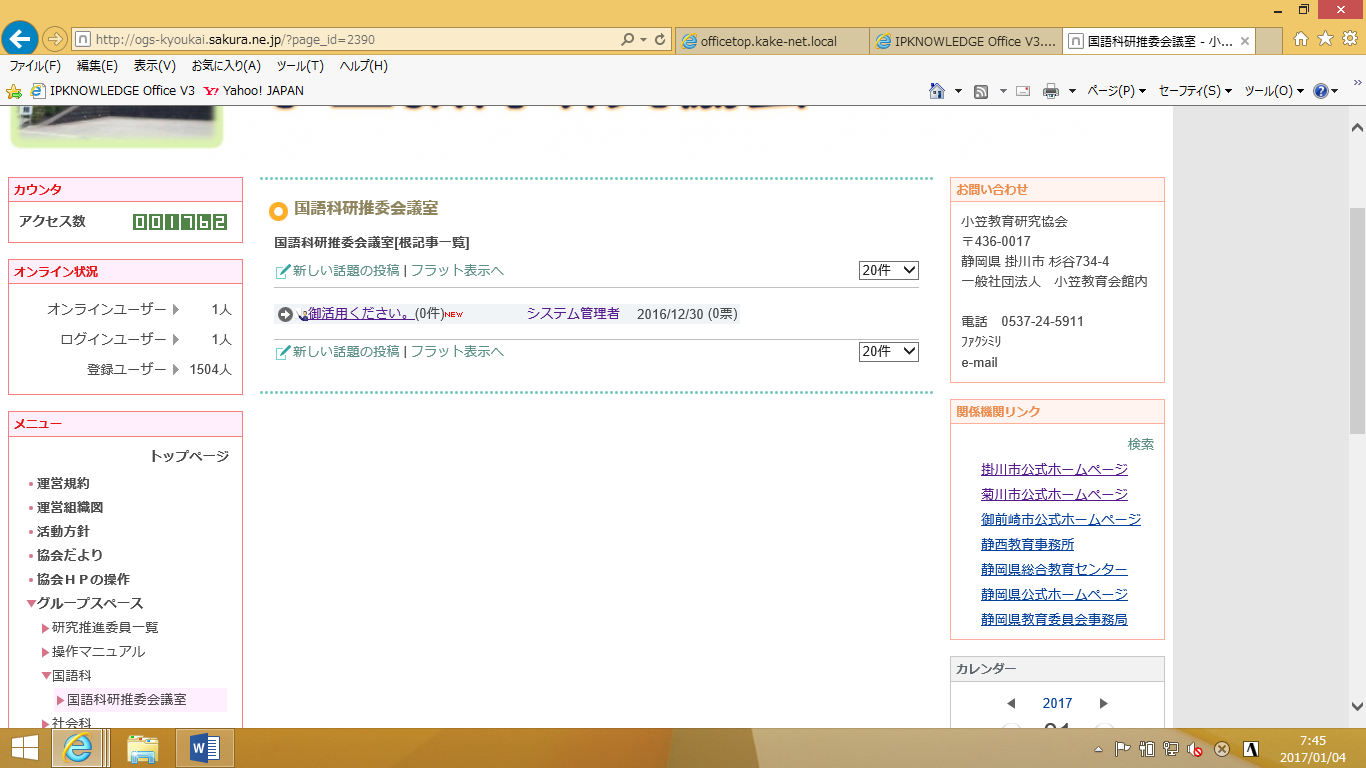 http://ogs-kyoukai.sakura.ne.jp/?page_id=2390
officetop.kake-net.local
IPKNOWLEDGE Office V3....
国語科研推委会議室 - 小...
ファイル(F) 編集(E) 表示(V) お気に入り(A) ツール(T) ヘルプ(H)
IPKNOWLEDGE Office V3 Yahoo! JAPAN
ページ(P) セーフティ(S) ツール(O)
カウンタ
アクセス数 001762
オンライン状況
オンラインユーザー 1人
ログインユーザー 1人
登録ユーザー 1504人
メニュー
トップページ
運営規約
運営組織図
活動方針
協会だより
協会ＨＰの操作
グループスペース
研究推進委員一覧
操作マニュアル
国語科
国語科研推委会議室
社会科
国語科研推委会議室
国語科研推委会議室[根記事一覧]
新しい話題の投稿 | フラット表示へ 20件
御活用ください。(0件)NEW システム管理者 2016/12/30 (0票)
新しい話題の投稿 | フラット表示へ 20件
お問い合わせ
小笠教育研究協会
〒436-0017
静岡県 掛川市 杉谷734-4
一般社団法人　小笠教育会館内
電話　0537-24-5911
ﾌｧｸｼﾐﾘ
e-mail
関係機関リンク
検索
掛川市公式ホームページ
菊川市公式ホームページ
御前崎市公式ホームページ
静西教育事務所
静岡県総合教育センター
静岡県公式ホームページ
静岡県教育委員会事務局
カレンダー
2017
7:45
2017/01/04